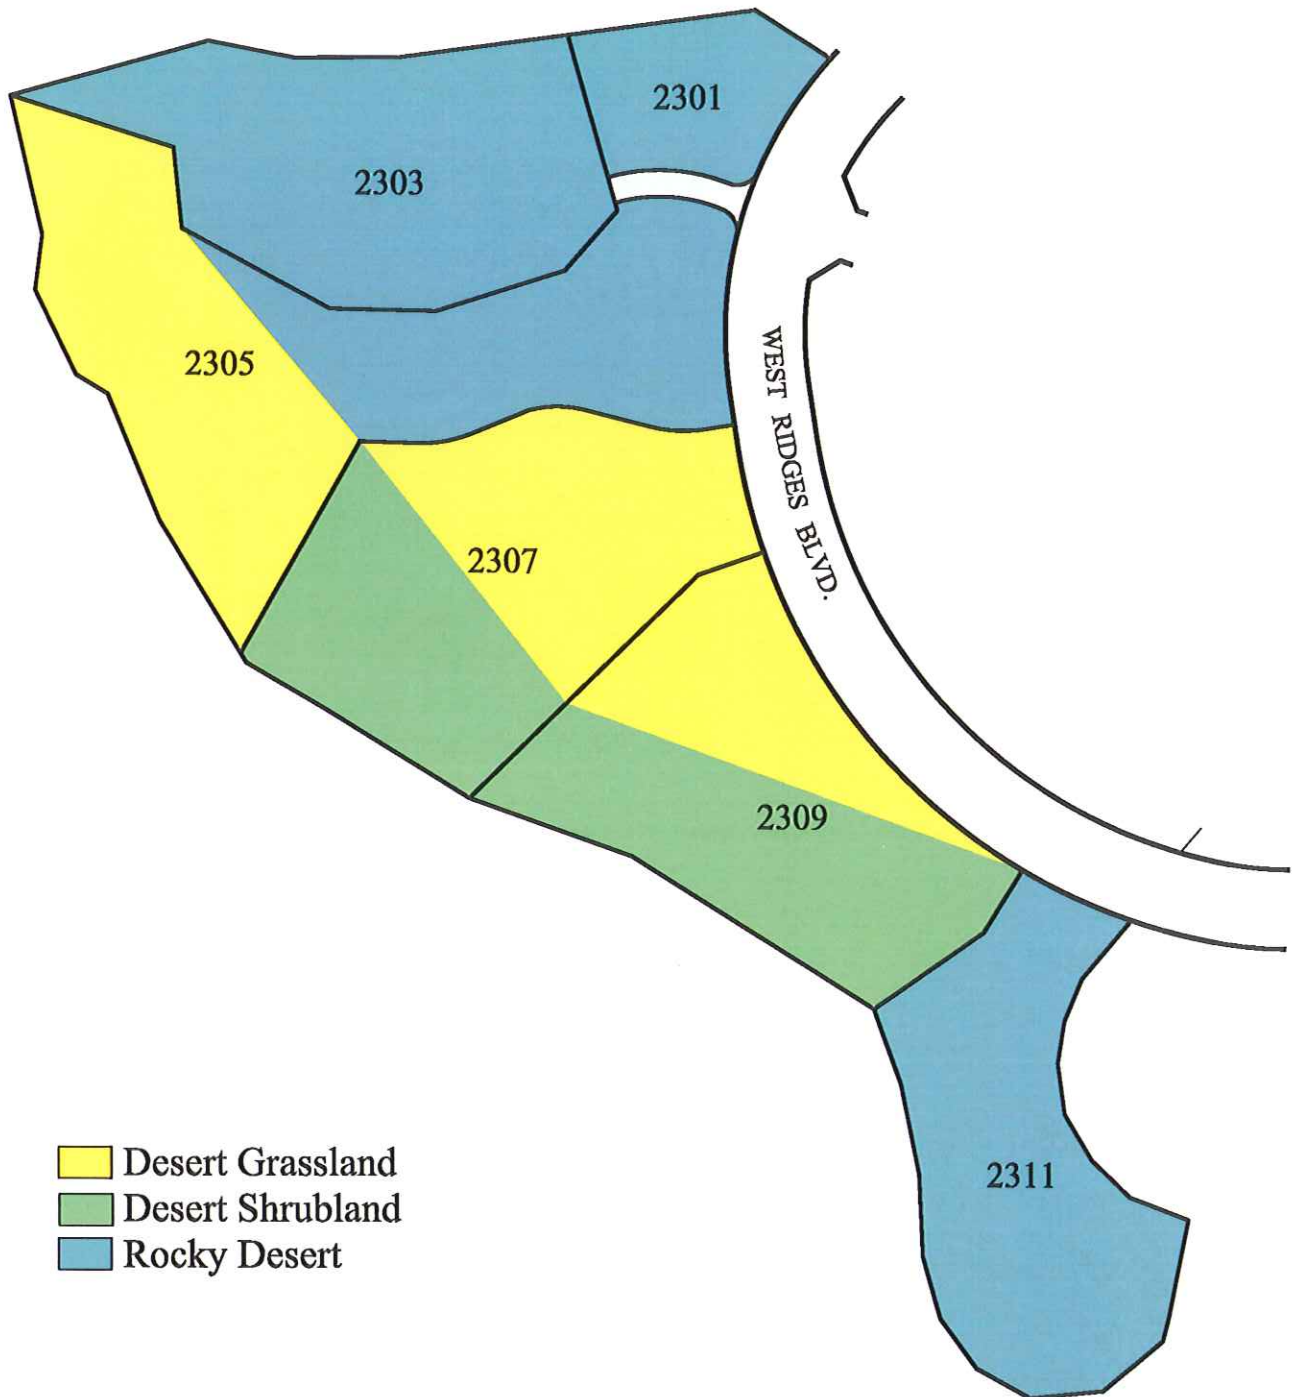 2301
2303
2305
WEST RIDGES BLVD.
2307
2309
2311
Desert Grassland
Desert Shrubland
Rocky Desert